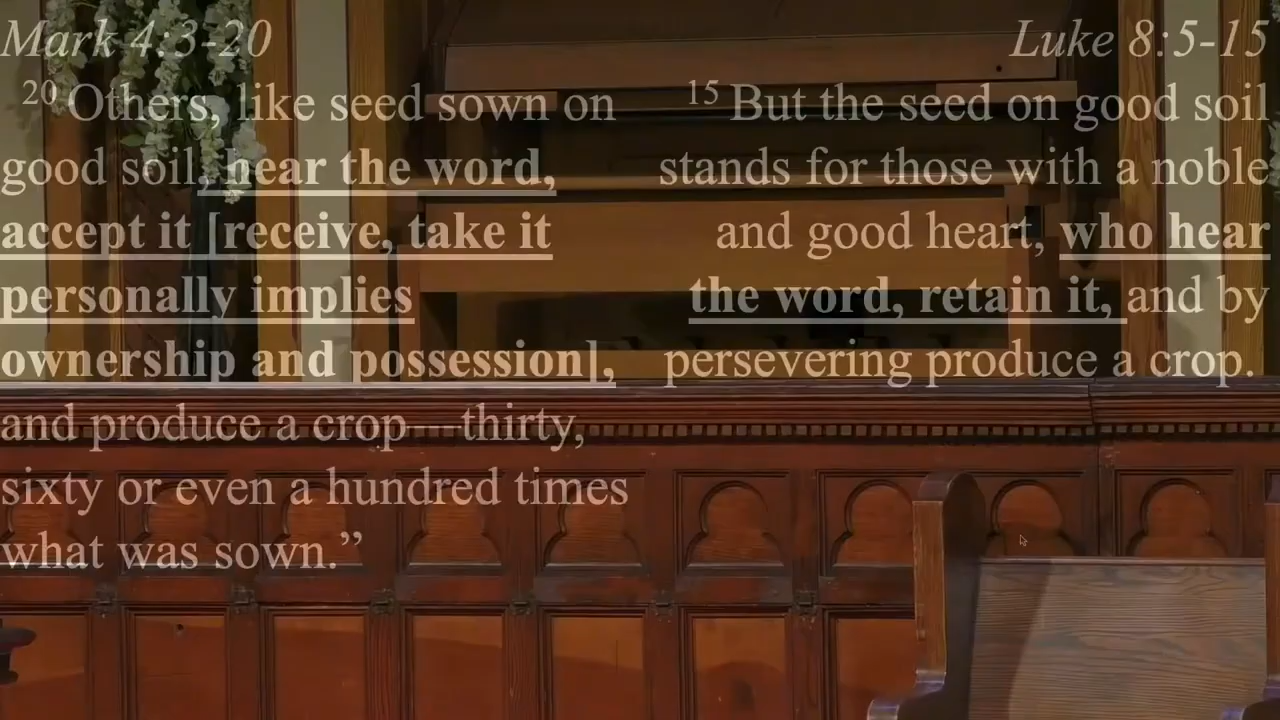 Mark 4:3-20
20 Others, like seed sown on
good soil, hear the word,
accept it [receive, take it
personally implies
ownership and possession],
and produce a crop—thirty,
sixty or even a hundred times
what was sown.”
Luke 8:5-15
15 But the seed on good soil
stands for those with a noble
and good heart, who hear
the word, retain it, and by
persevering produce a crop.